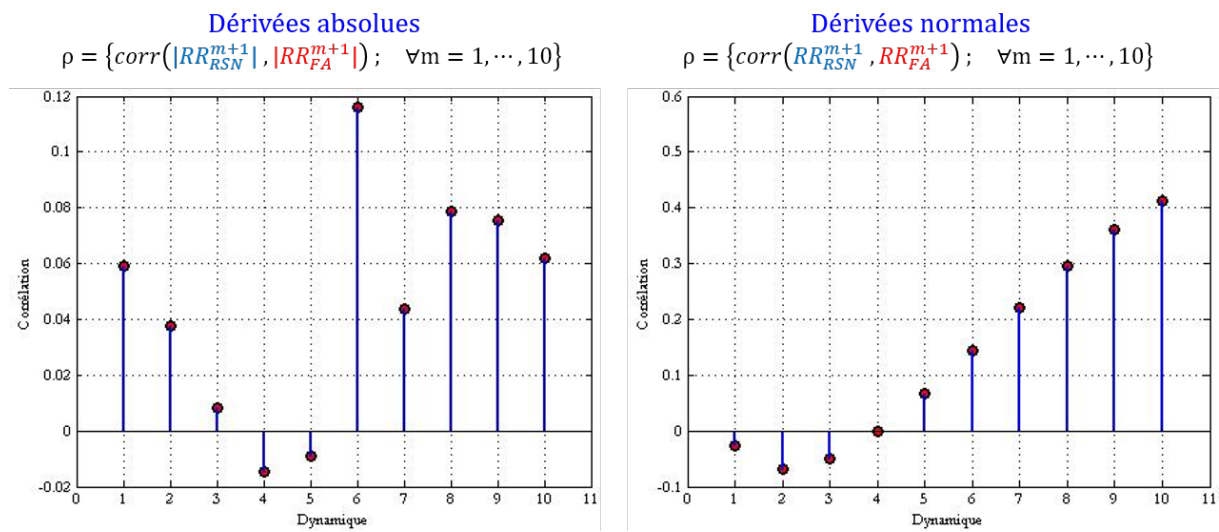 Dérivées absolues
ρ = {corr(|RR_{RSN}^{m+1}| , |RR_{FA}^{m+1}|) ; ∀m = 1, ⋯ , 10}
0.12
0.1
0.08
0.06
0.04
0.02
0
-0.02
Corrélation
0 1 2 3 4 5 6 7 8 9 10 11
Dynamique
Dérivées normales
ρ = {corr(RR_{RSN}^{m+1} , RR_{FA}^{m+1}) ; ∀m = 1, ⋯ , 10}
0.6
0.5
0.4
0.3
0.2
0.1
0
-0.1
Corrélation
0 1 2 3 4 5 6 7 8 9 10 11
Dynamique